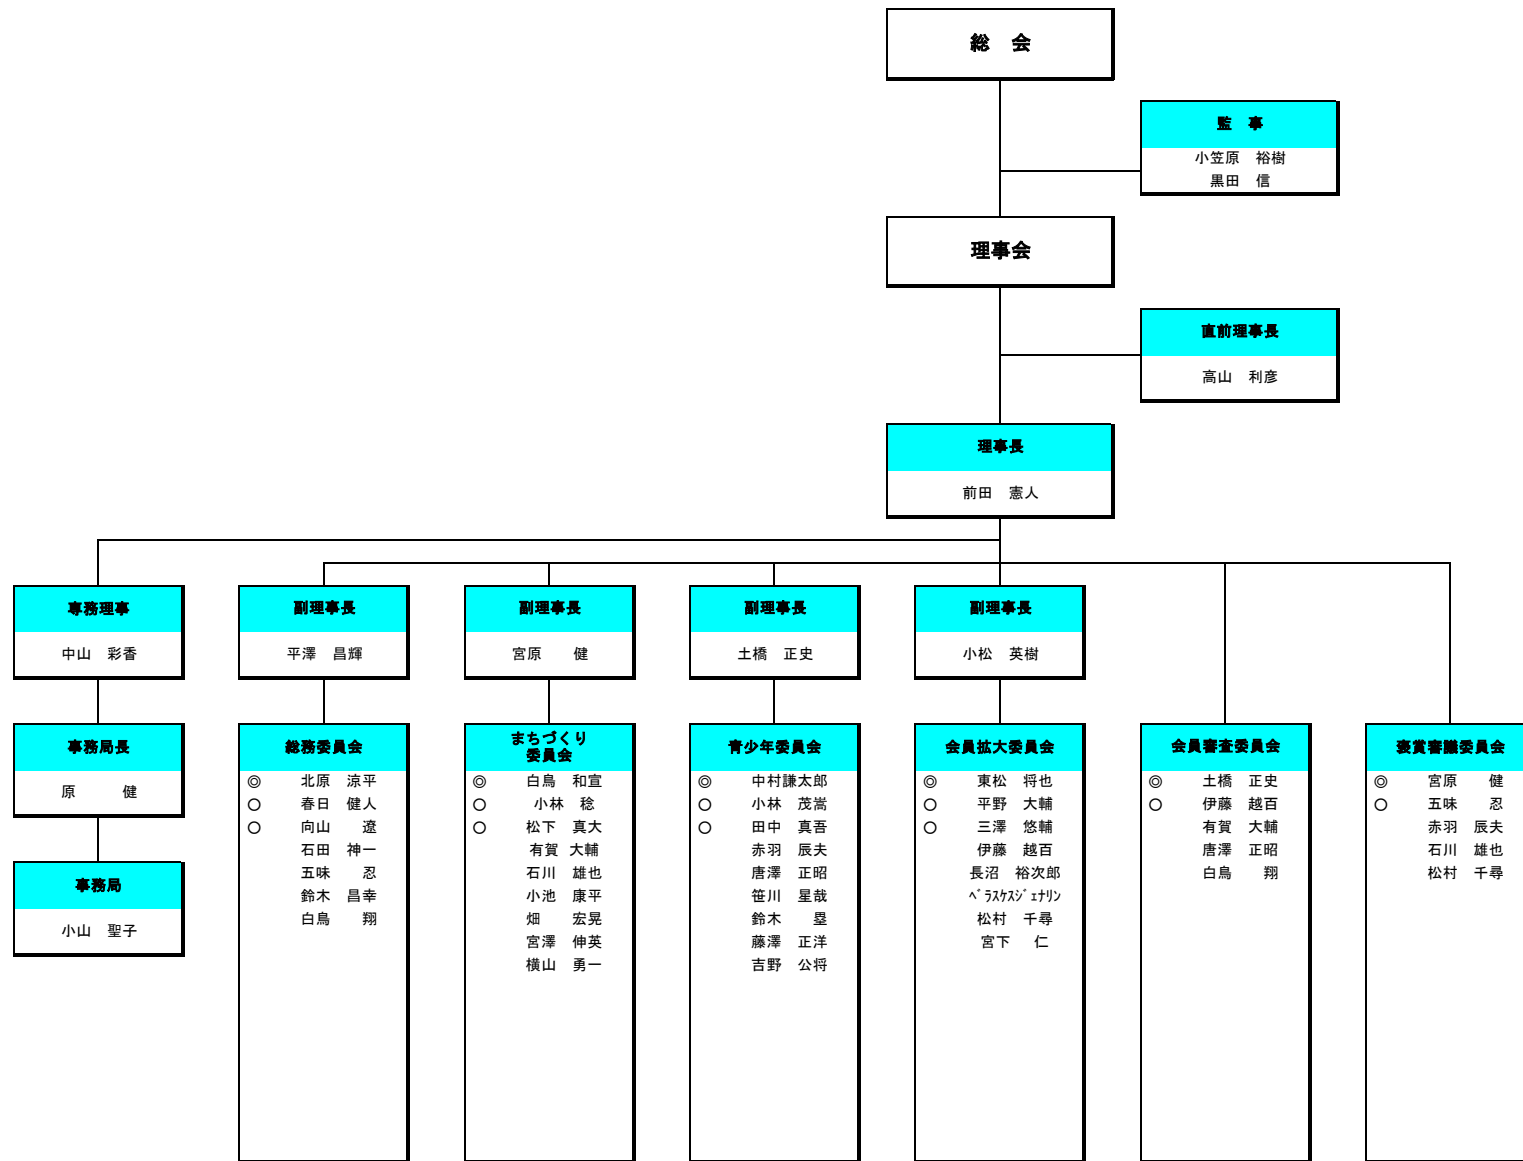 総　会
監　事
小笠原　裕樹
黒田　信
理事会
直前理事長
高山　利彦
理事長
前田　憲人
専務理事
中山　彩香
事務局長
原　　　健
事務局
小山　聖子
副理事長
平澤　昌輝
総務委員会
◎　北原　涼平
○　春日　健人
○　向山　　遼
石田　神一
五味　　忍
鈴木　昌幸
白鳥　　翔
副理事長
宮原　　健
まちづくり
委員会
◎　白鳥　和宣
○　小林　稔
○　松下　真大
有賀　大輔
石川　雄也
小池　康平
畑　　宏晃
宮澤　伸英
横山　勇一
副理事長
土橋　正史
青少年委員会
◎　中村謙太郎
○　小林　茂嵩
○　田中　真吾
赤羽　辰夫
唐澤　正昭
笹川　星哉
鈴木　　塁
藤澤　正洋
吉野　公将
副理事長
小松　英樹
会員拡大委員会
◎　東松　将也
○　平野　大輔
○　三澤　悠輔
伊藤　越百
長沼　裕次郎
ﾍﾞﾗｽｹｽｼﾞｪﾅﾘﾝ
松村　千尋
宮下　仁
会員審査委員会
◎　土橋　正史
○　伊藤　越百
有賀　大輔
唐澤　正昭
白鳥　　翔
褒賞審議委員会
◎　宮原　　健
○　五味　　忍
赤羽　辰夫
石川　雄也
松村　千尋